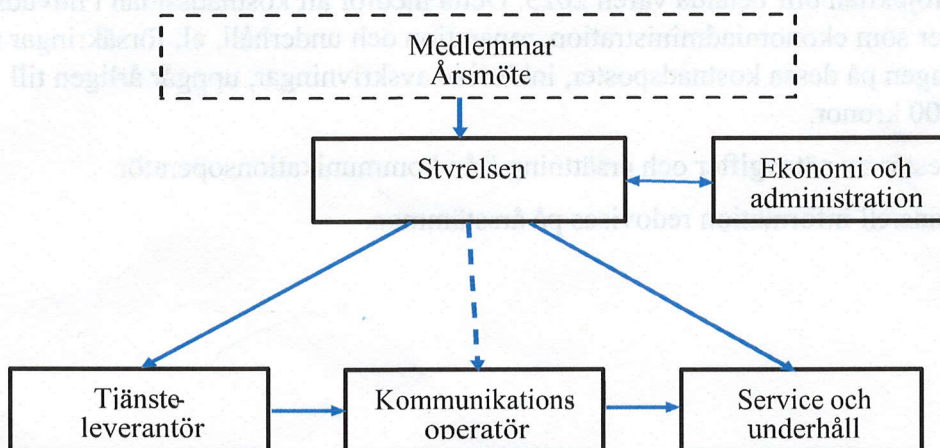 Medlemmar
Årsmöte
Styrelsen
Ekonomi och
administration
Tjänste-
leverantör
Kommunikations
operatör
Service och
underhåll